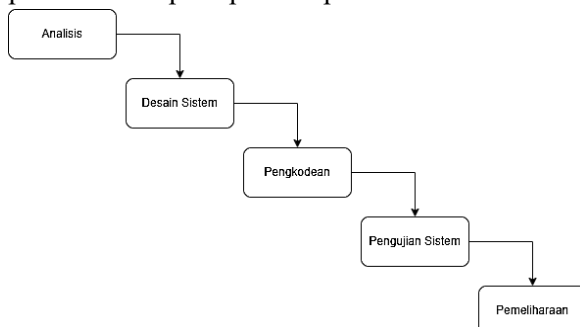 Analisis
Desain Sistem
Pengkodean
Pengujian Sistem
Pemeliharaan